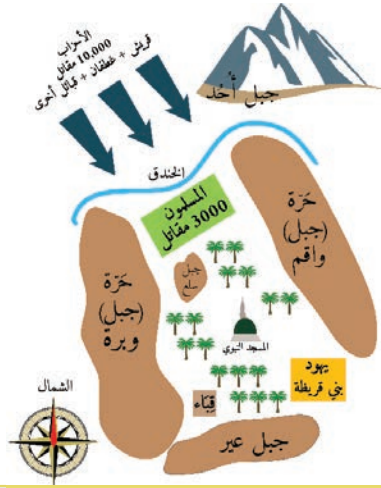 الأحزاب
10,000 مقاتل
قريش + غطفان + قبائل أخرى
جبل أُحُد
الخندق
المسلمون
3000 مقاتل
حَرّة
(جبل)
واقم
جبل
سلع
حَرّة
(جبل)
وبرة
المسجد النبوي
يهود
بني قريظة
قِبَاء
الشمال
جبل عير